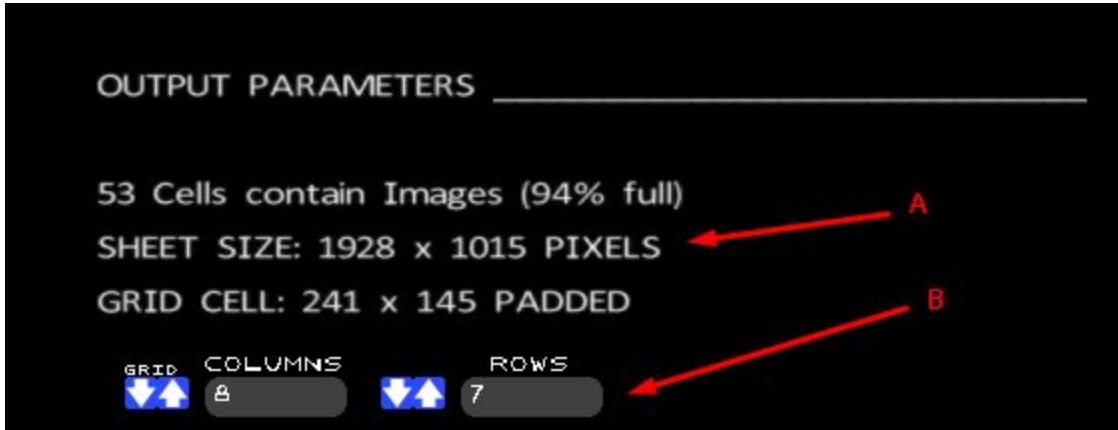 OUTPUT PARAMETERS
53 Cells contain Images (94% full)
A
SHEET SIZE: 1928 x 1015 PIXELS
GRID CELL: 241 x 145 PADDED
B
GRID COLUMNS ROWS
8 7